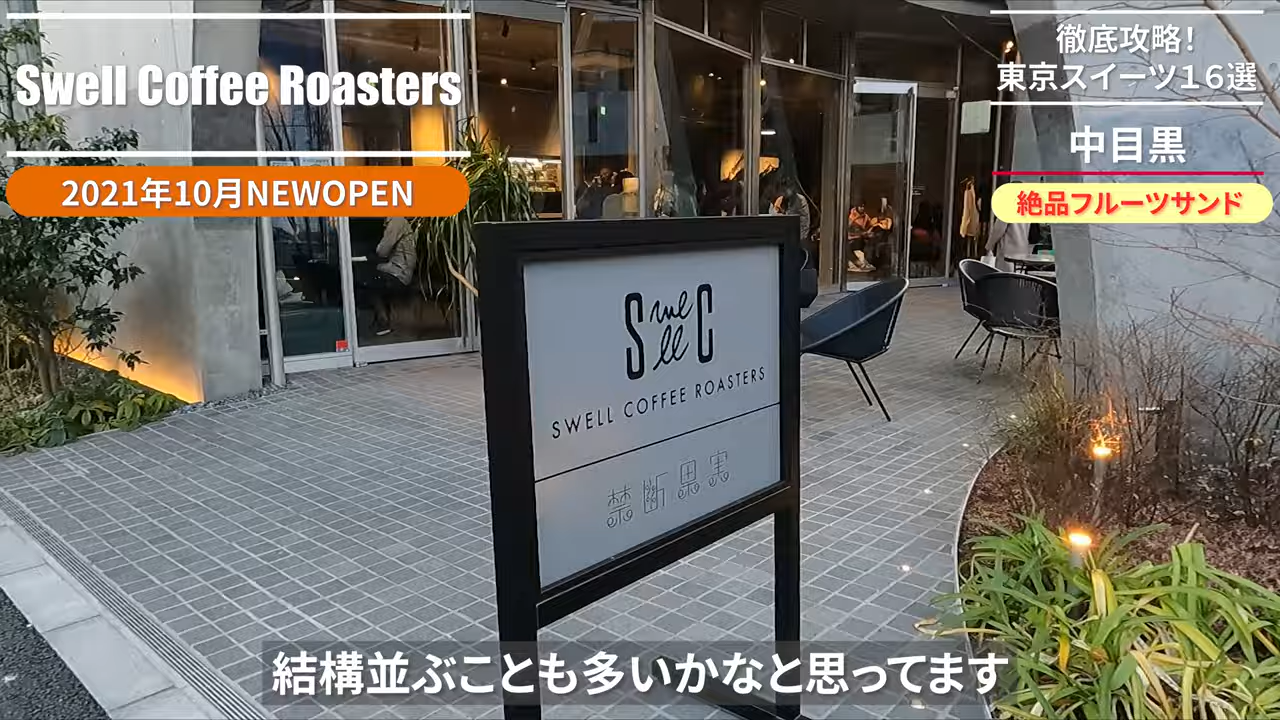 Swell Coffee Roasters
2021年10月NEWOPEN
徹底攻略!
東京スイーツ16選
中目黒
絶品フルーツサンド
S we ll C
SWELL COFFEE ROASTERS
禁断果実
結構並ぶことも多いかなと思ってます